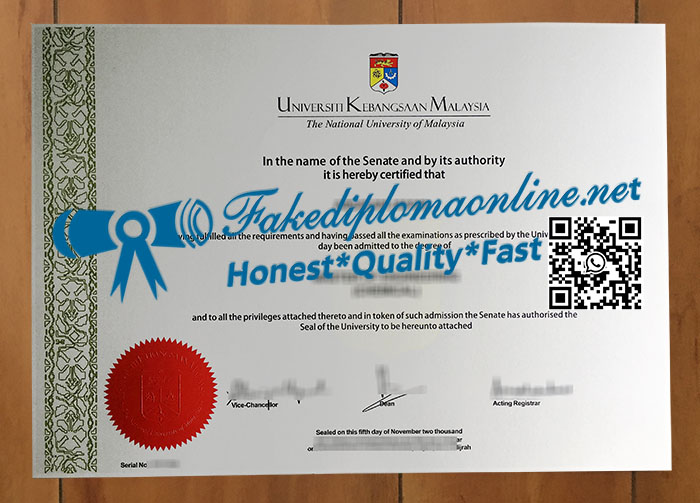 UNIVERSITI KEBANGSAAN MALAYSIA
The National University of Malaysia
In the name of the Senate and by its authority
it is hereby certified that
Fakediplomaonline.net
fulfilled all the requirements and having passed all the examinations as prescribed by the
day been admitted to the degree of
Honest*Quality*Fast
and to all the privileges attached thereto and in token of such admission the Senate has authorised the
Seal of the University to be hereunto attached
Vice-Chancellor
Dean
Acting Registrar
Sealed on this fifth day of November two thousand
Serial No